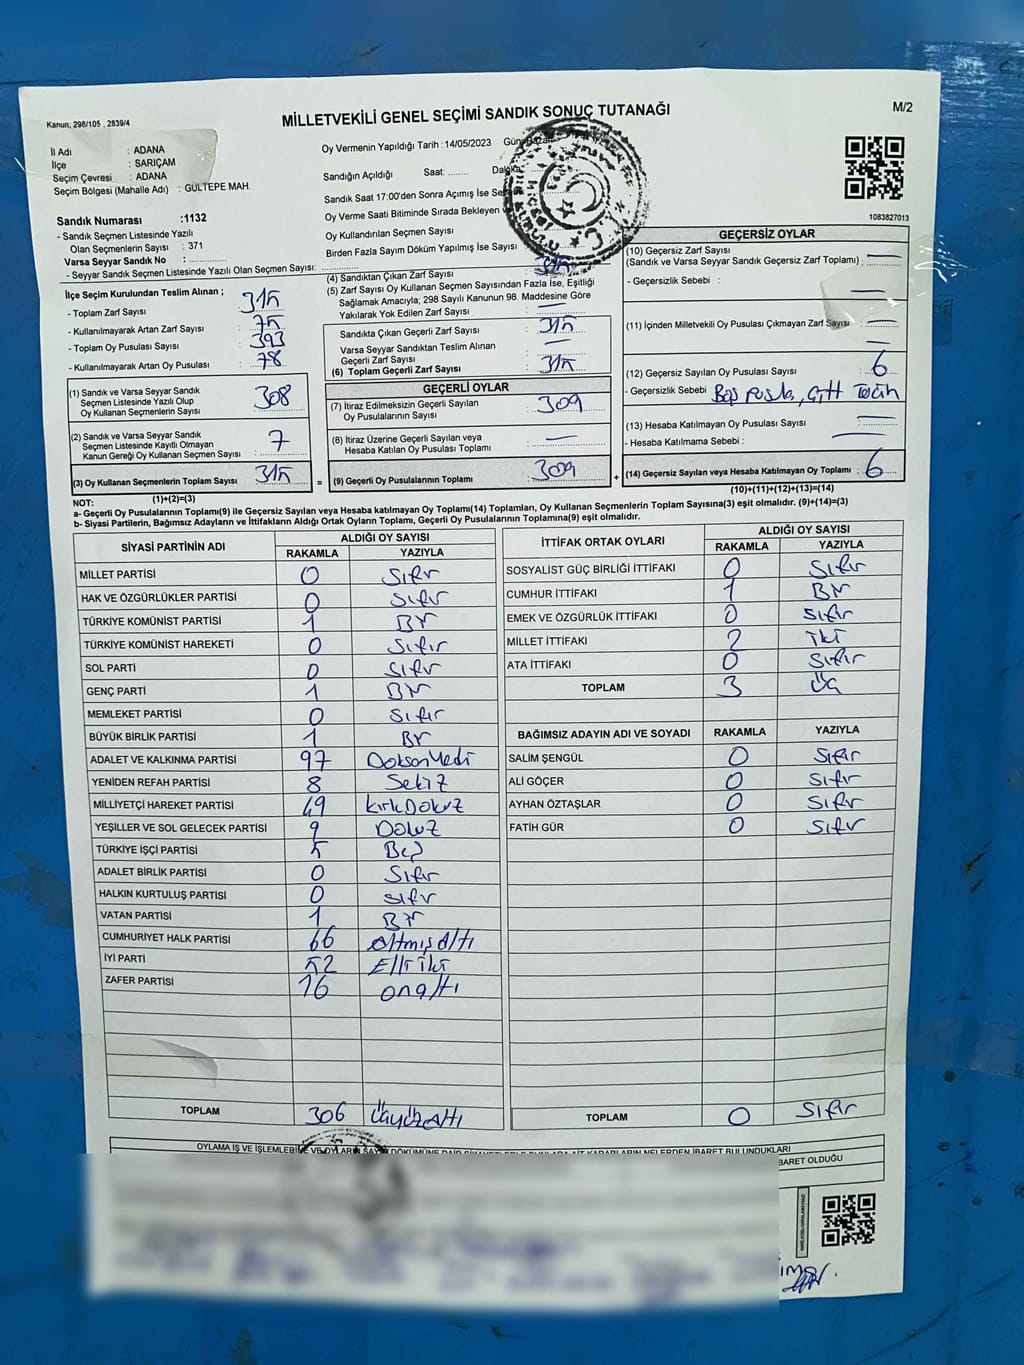 Kanun; 298/105 , 2839/4
MİLLETVEKİLİ GENEL SEÇİMİ SANDIK SONUÇ TUTANAĞI
M/2
İl Adı : ADANA
İlçe : SARIÇAM
Seçim Çevresi : ADANA
Seçim Bölgesi (Mahalle Adı) : GÜLTEPE MAH.
Sandık Numarası :1132
- Sandık Seçmen Listesinde Yazılı
Olan Seçmenlerin Sayısı : 371
Varsa Seyyar Sandık No : ..............
- Seyyar Sandık Seçmen Listesinde Yazılı Olan Seçmen Sayısı: ..............
Oy Vermenin Yapıldığı Tarih :14/05/2023
Sandığın Açıldığı Saat: ........
Sandık Saat 17:00'den Sonra Açımış İse
Oy Verme Saati Bitiminde Sırada Bekleyen
Oy Kullandırılan Seçmen Sayısı
Birden Fazla Sayım Döküm Yapılmış İse Sayısı
1083827013
İlçe Seçim Kurulundan Teslim Alınan ;
- Toplam Zarf Sayısı : 315
- Kullanılmayarak Artan Zarf Sayısı : 75
- Toplam Oy Pusulası Sayısı : 393
- Kullanılmayarak Artan Oy Pusulası : 78
(1) Sandık ve Varsa Seyyar Sandık
Seçmen Listesinde Yazılı Olup
Oy Kullanan Seçmenlerin Sayısı : 308
(2) Sandık ve Varsa Seyyar Sandık
Seçmen Listesinde Kayıtlı Olmayan
Kanun Gereği Oy Kullanan Seçmen Sayısı : 7
(3) Oy Kullanan Seçmenlerin Toplam Sayısı : 315
(1)+(2)=(3)
(4) Sandıktan Çıkan Zarf Sayısı 315
(5) Zarf Sayısı Oy Kullanan Seçmen Sayısından Fazla İse, Eşitliği
Sağlamak Amacıyla; 298 Sayılı Kanunun 98. Maddesine Göre
Yakılarak Yok Edilen Zarf Sayısı : —
Sandıkta Çıkan Geçerli Zarf Sayısı : 315
Varsa Seyyar Sandıktan Teslim Alınan
Geçerli Zarf Sayısı : —
(6) Toplam Geçerli Zarf Sayısı : 315
GEÇERLİ OYLAR
(7) İtiraz Edilmeksizin Geçerli Sayılan
Oy Pusulalarının Sayısı : 309
(8) İtiraz Üzerine Geçerli Sayılan veya
Hesaba Katılan Oy Pusulası Toplamı : —
= (9) Geçerli Oy Pusulalarının Toplamı : 309
GEÇERSİZ OYLAR
(10) Geçersiz Zarf Sayısı
(Sandık ve Varsa Seyyar Sandık Geçersiz Zarf Toplamı) : —
- Geçersizlik Sebebi : —
(11) İçinden Milletvekili Oy Pusulası Çıkmayan Zarf Sayısı : —
(12) Geçersiz Sayılan Oy Pusulası Sayısı : 6
- Geçersizlik Sebebi : Boş pusula, çift
(13) Hesaba Katılmayan Oy Pusulası Sayısı : —
- Hesaba Katılmama Sebebi : —
+ (14) Geçersiz Sayılan veya Hesaba Katılmayan Oy Toplamı : 6
(10)+(11)+(12)+(13)=(14)
NOT:
a- Geçerli Oy Pusulalarının Toplamı(9) ile Geçersiz Sayılan veya Hesaba katılmayan Oy Toplamı(14) Toplamları, Oy Kullanan Seçmenlerin Toplam Sayısına(3) eşit olmalıdır. (9)+(14)=(3)
b- Siyasi Partilerin, Bağımsız Adayların ve İttifakların Aldığı Ortak Oyların Toplamı, Geçerli Oy Pusulalarının Toplamına(9) eşit olmalıdır.
SİYASİ PARTİNİN ADI ALDIĞI OY SAYISI
RAKAMLA YAZIYLA
MİLLET PARTİSİ 0 Sıfır
HAK VE ÖZGÜRLÜKLER PARTİSİ 0 Sıfır
TÜRKİYE KOMÜNİST PARTİSİ 1 Bir
TÜRKİYE KOMÜNİST HAREKETİ 0 Sıfır
SOL PARTİ 0 Sıfır
GENÇ PARTİ 1 Bir
MEMLEKET PARTİSİ 0 Sıfır
BÜYÜK BİRLİK PARTİSİ 1 Bir
ADALET VE KALKINMA PARTİSİ 97 DoksanYedi
YENİDEN REFAH PARTİSİ 8 Sekiz
MİLLİYETÇİ HAREKET PARTİSİ 49 KırkDokuz
YEŞİLLER VE SOL GELECEK PARTİSİ 9 Dokuz
TÜRKİYE İŞÇİ PARTİSİ 5 Beş
ADALET BİRLİK PARTİSİ 0 Sıfır
HALKIN KURTULUŞ PARTİSİ 0 Sıfır
VATAN PARTİSİ 1 Bir
CUMHURİYET HALK PARTİSİ 66 Altmış Altı
İYİ PARTİ 52 Elli İki
ZAFER PARTİSİ 16 onaltı
TOPLAM 306 ÜçyüzAltı
İTTİFAK ORTAK OYLARI ALDIĞI OY SAYISI
RAKAMLA YAZIYLA
SOSYALİST GÜÇ BİRLİĞİ İTTİFAKI 0 Sıfır
CUMHUR İTTİFAKI 1 Bir
EMEK VE ÖZGÜRLÜK İTTİFAKI 0 Sıfır
MİLLET İTTİFAKI 2 iki
ATA İTTİFAKI 0 Sıfır
TOPLAM 3 Üç
BAĞIMSIZ ADAYIN ADI VE SOYADI RAKAMLA YAZIYLA
SALİM ŞENGÜL 0 Sıfır
ALİ GÖÇER 0 Sıfır
AYHAN ÖZTAŞLAR 0 Sıfır
FATİH GÜR 0 Sıfır
TOPLAM 0 Sıfır
OYLAMA İŞ VE İŞLEMLERİNE VE OYLARIN SAYIM
BARET OLDUĞU